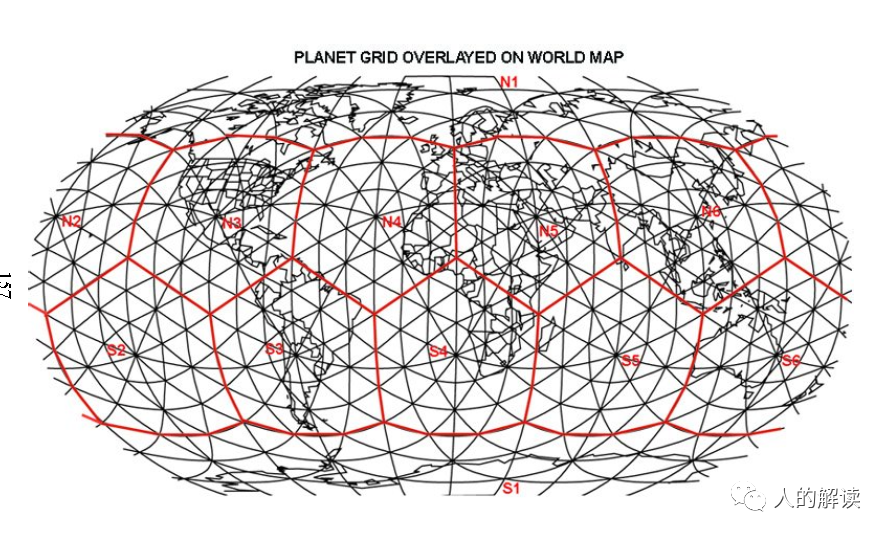 PLANET GRID OVERLAYED ON WORLD MAP
N1
N2
N3
N4
N5
N6
157
S2
S3
S4
S5
S6
S1
人的解读